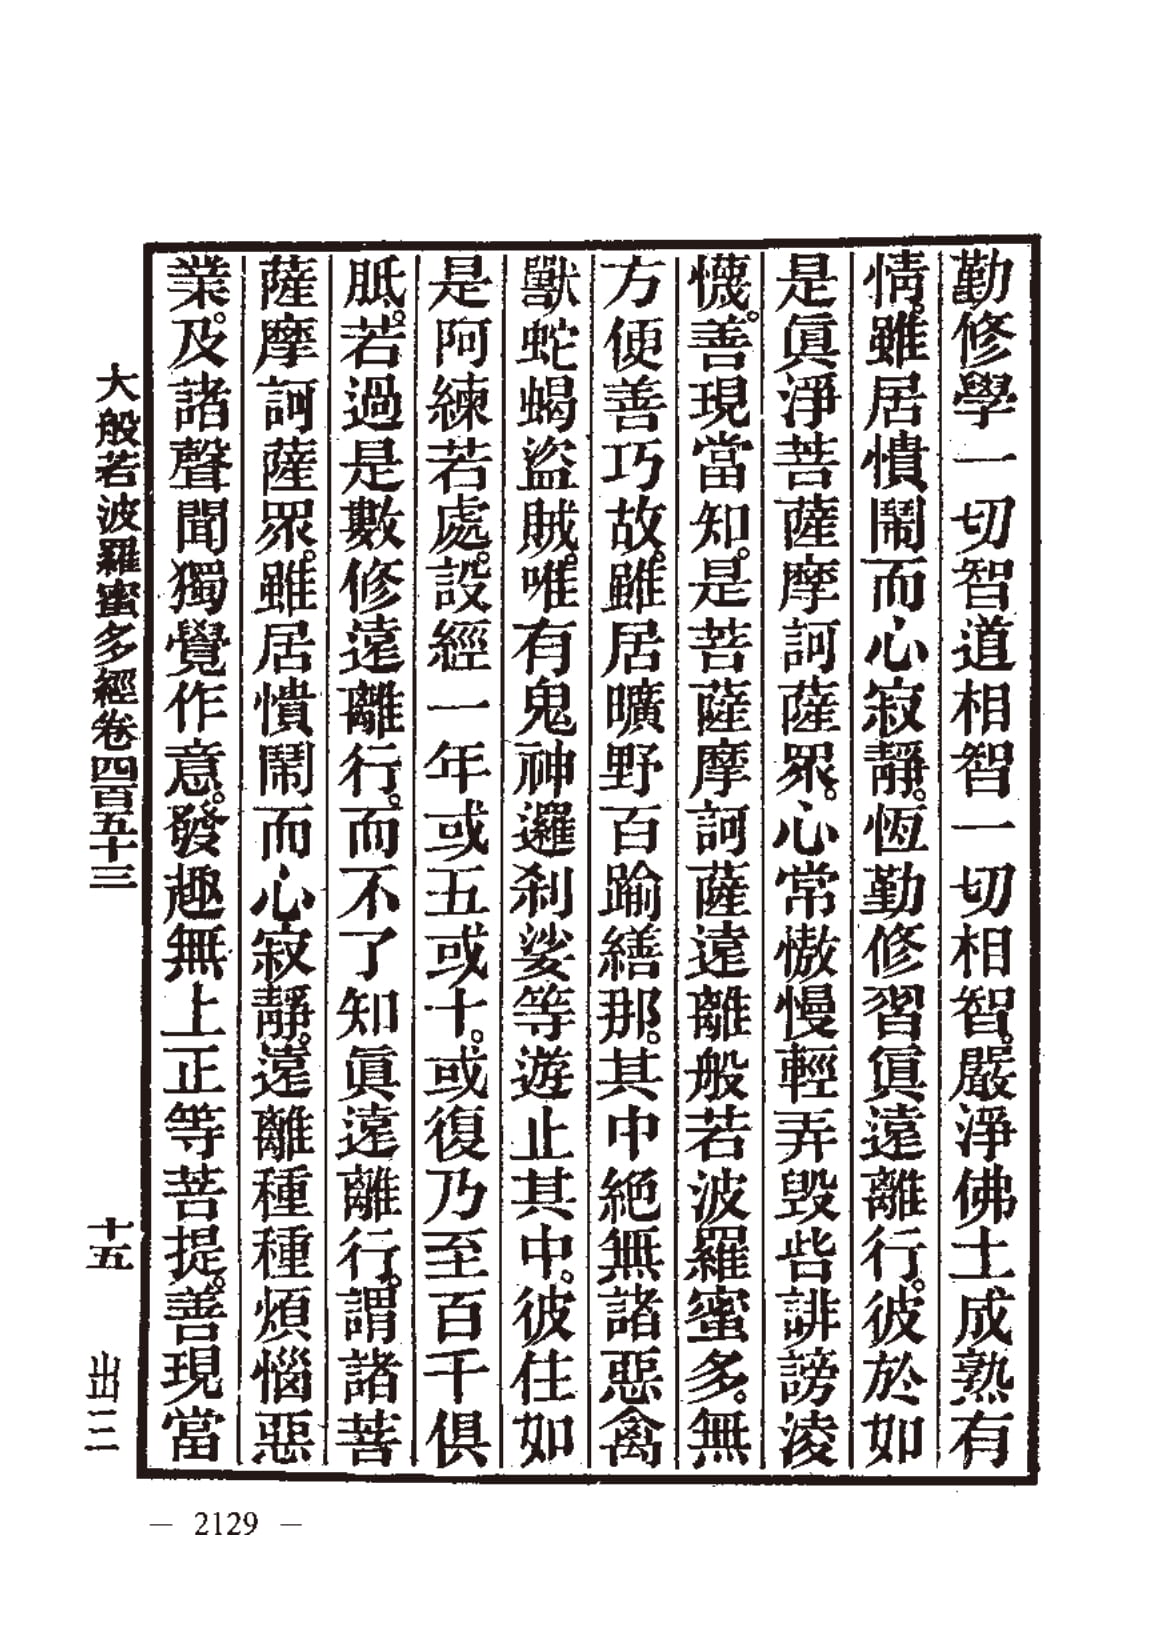 勤修學一切智道相智一切相智。嚴淨佛土成熟有
情。雖居憒鬧而心寂靜。恆勤修習眞遠離行。彼於如
是眞淨菩薩摩訶薩眾。心常慠慢輕弄毀呰誹謗淩
懱。善現當知。是菩薩摩訶薩遠離般若波羅蜜多。無
方便善巧故。雖居曠野百踰繕那。其中絕無諸惡禽
獸蛇蝎盜賊。唯有鬼神邏剎娑等遊止其中。彼住如
是阿練若處。設經一年或五或十。或復乃至百千俱
胝。若過是數修遠離行。而不了知眞遠離行。謂諸菩
薩摩訶薩眾。雖居憒鬧而心寂靜。遠離種種煩惱惡
業。及諸聲聞獨覺作意。發趣無上正等菩提。善現當
大般若波羅蜜多經卷四百五十三 十五 出三
— 2129 —